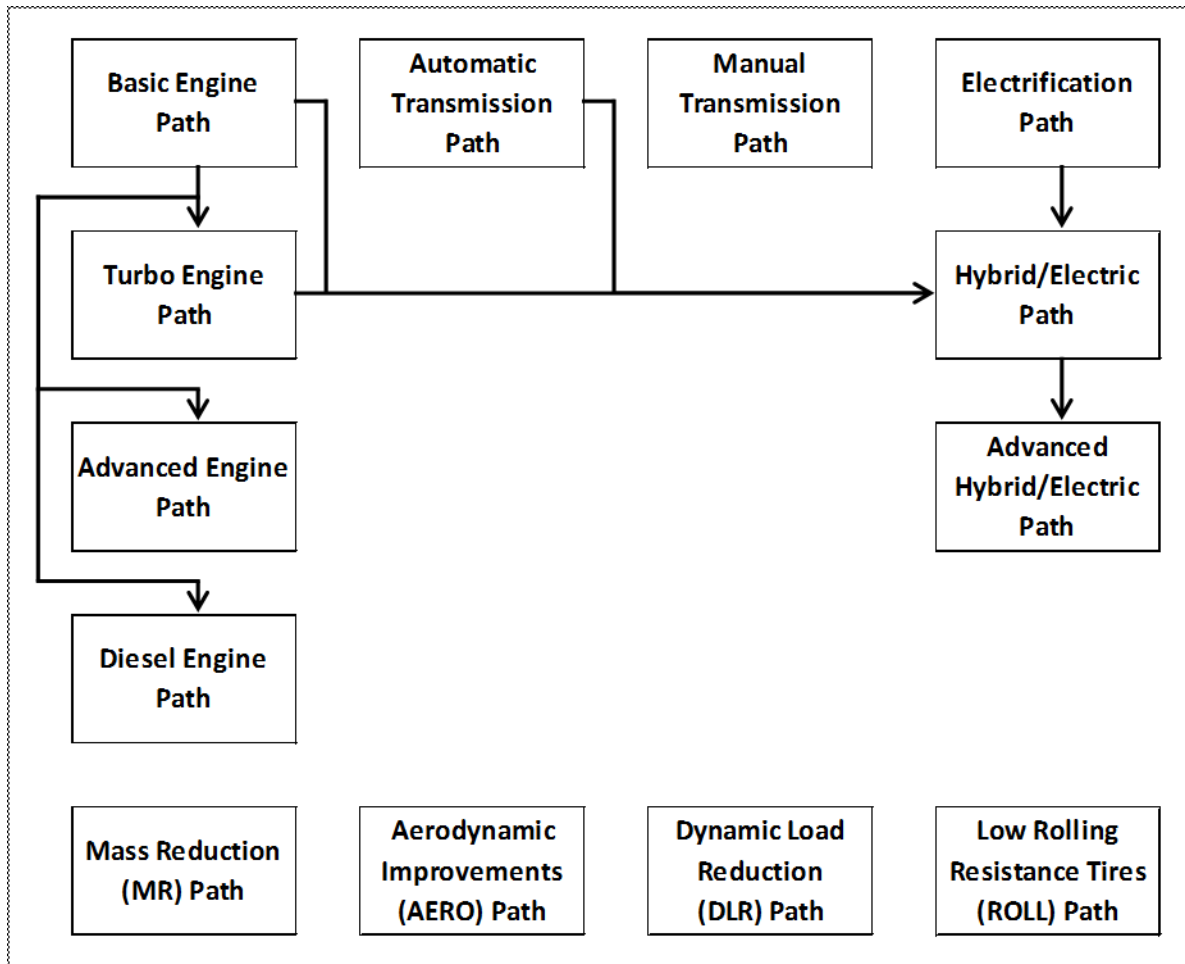 Basic Engine
Path
Automatic
Transmission
Path
Manual
Transmission
Path
Electrification
Path
Turbo Engine
Path
Hybrid/Electric
Path
Advanced Engine
Path
Advanced
Hybrid/Electric
Path
Diesel Engine
Path
Mass Reduction
(MR) Path
Aerodynamic
Improvements
(AERO) Path
Dynamic Load
Reduction
(DLR) Path
Low Rolling
Resistance Tires
(ROLL) Path